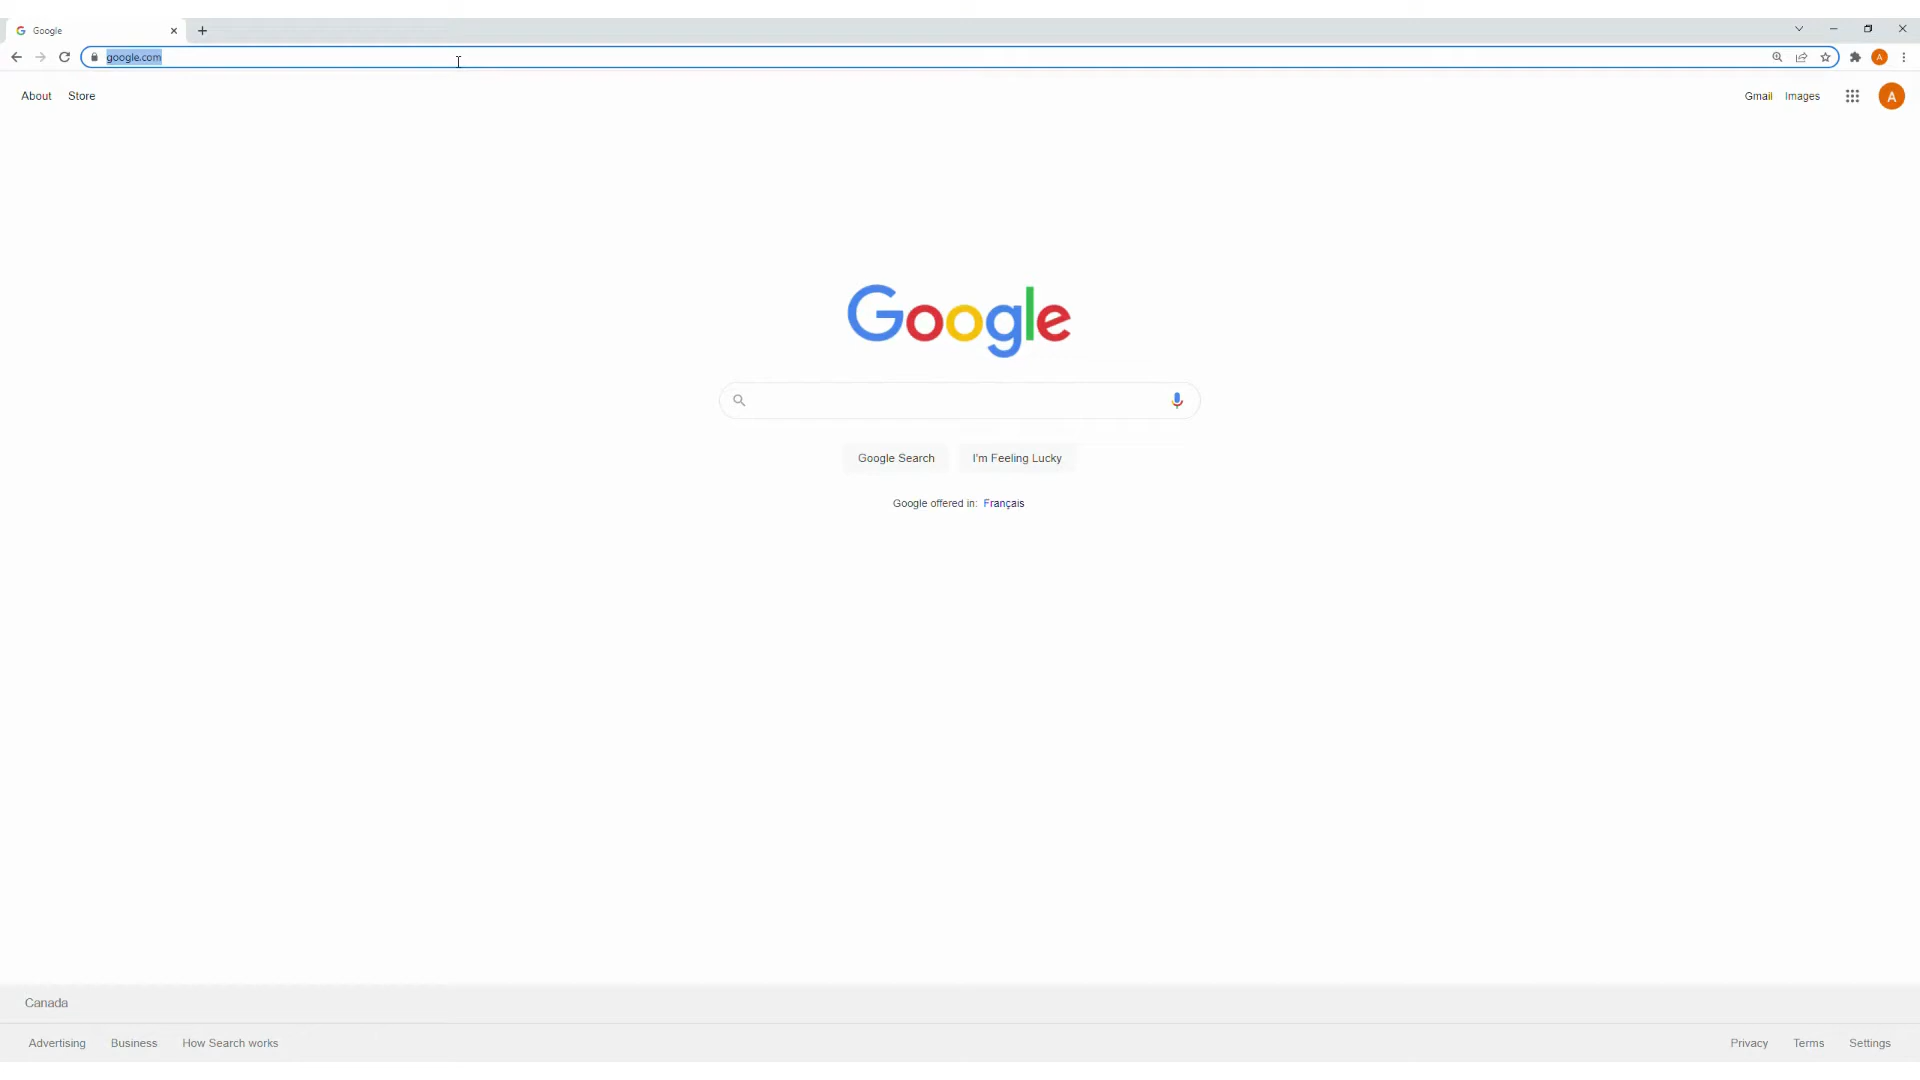 Google
google.com
A
About Store
Gmail Images
A
Google
Google Search I'm Feeling Lucky
Google offered in: Français
Canada
Advertising Business How Search works
Privacy Terms Settings